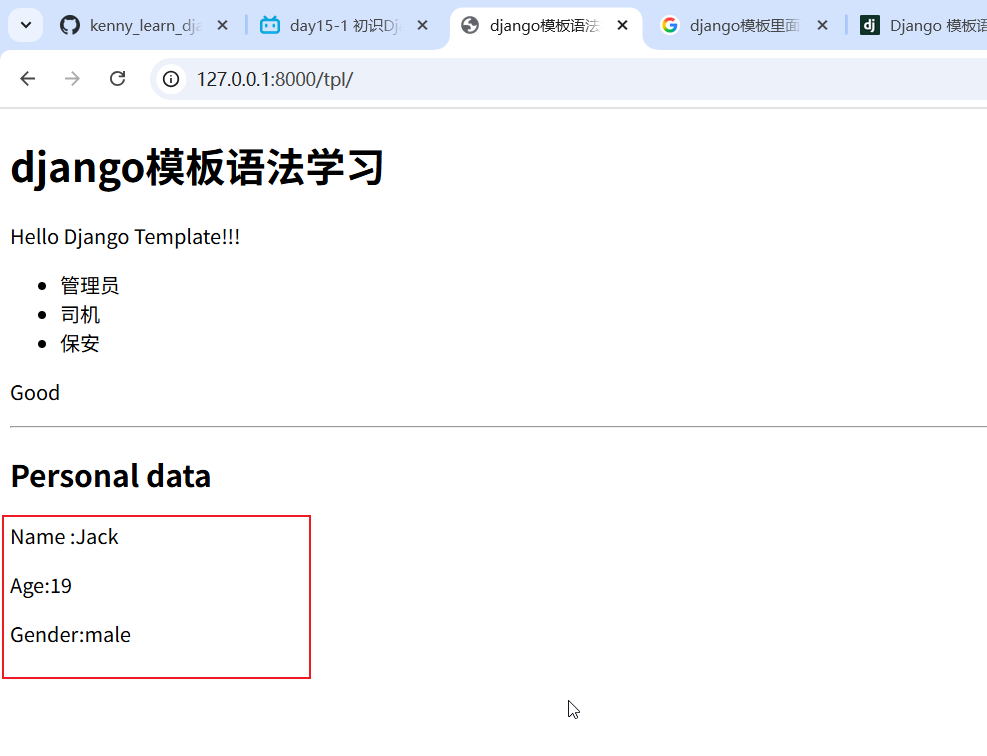 kenny_learn_dja
day15-1 初识Dj
django模板语法
django模板里面
dj
Django 模板语
127.0.0.1:8000/tpl/
django模板语法学习
Hello Django Template!!!
管理员
司机
保安
Good
Personal data
Name :Jack
Age:19
Gender:male